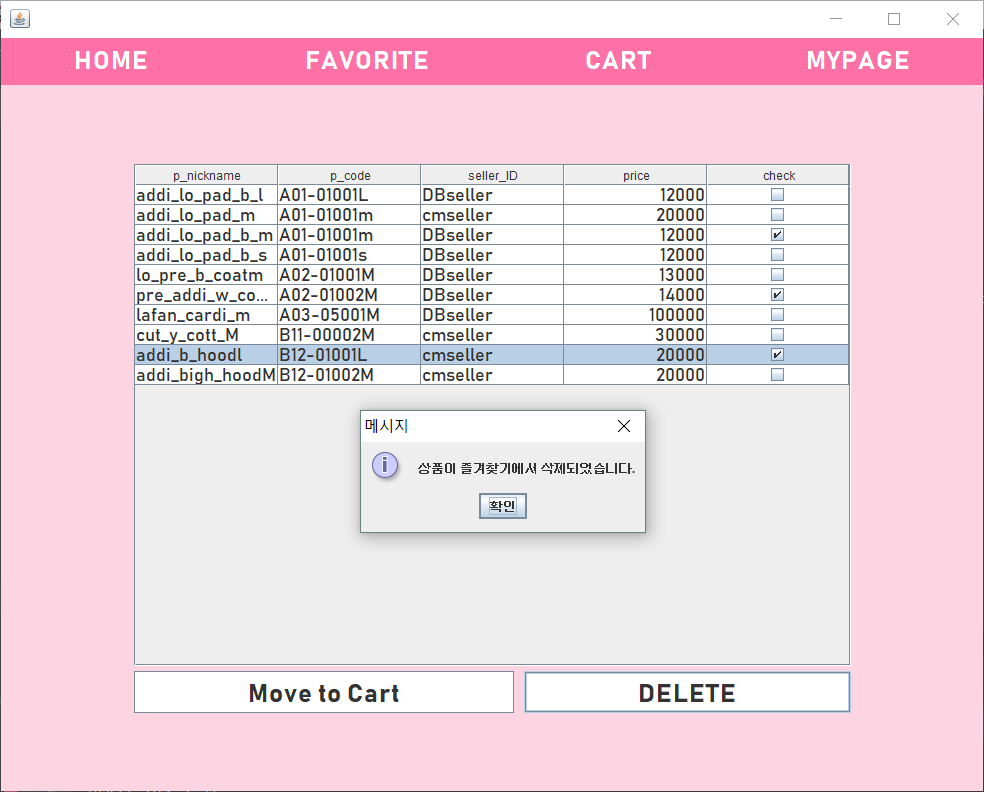 HOME FAVORITE CART MYPAGE
p_nickname p_code seller_ID price check
addi_lo_pad_b_l A01-01001L DBseller 12000
addi_lo_pad_m A01-01001m cmseller 20000
addi_lo_pad_b_m A01-01001m DBseller 12000
addi_lo_pad_b_s A01-01001s DBseller 12000
lo_pre_b_coatm A02-01001M DBseller 13000
pre_addi_w_co... A02-01002M DBseller 14000
lafan_cardi_m A03-05001M DBseller 100000
cut_y_cott_M B11-00002M cmseller 30000
addi_b_hoodl B12-01001L cmseller 20000
addi_bigh_hoodM B12-01002M cmseller 20000
메시지
상품이 즐겨찾기에서 삭제되었습니다.
확인
Move to Cart DELETE